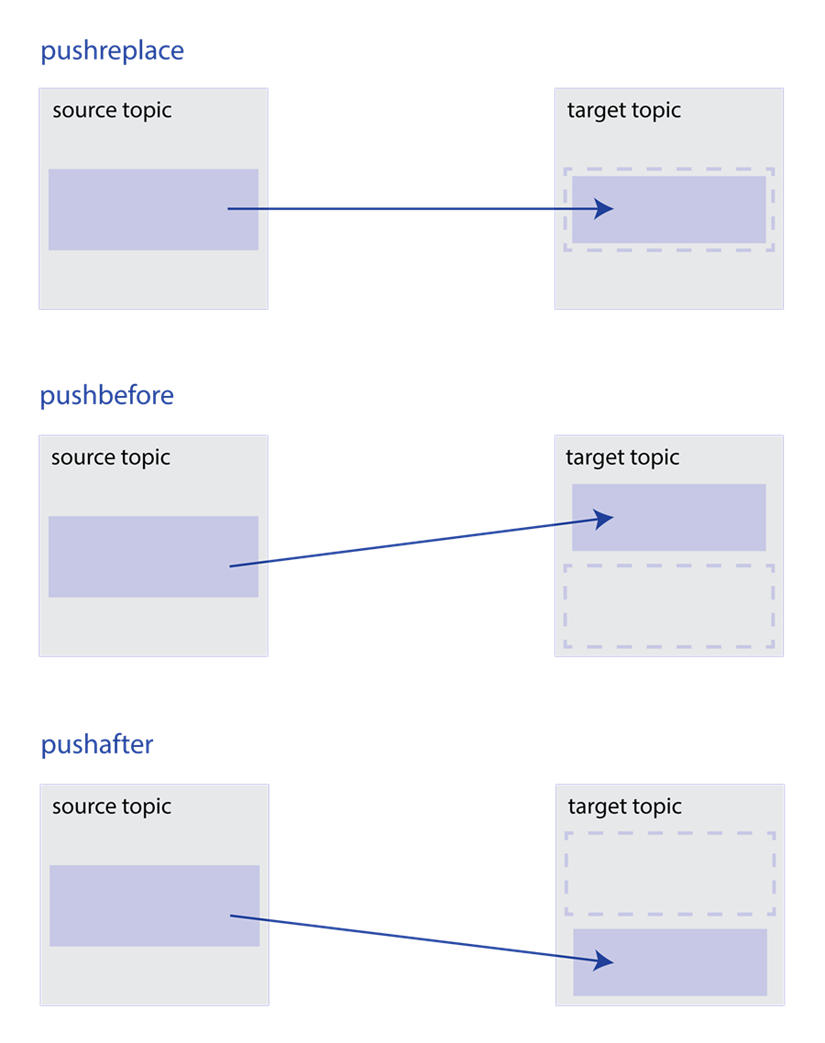 pushreplace
source topic
target topic
pushbefore
source topic
target topic
pushafter
source topic
target topic